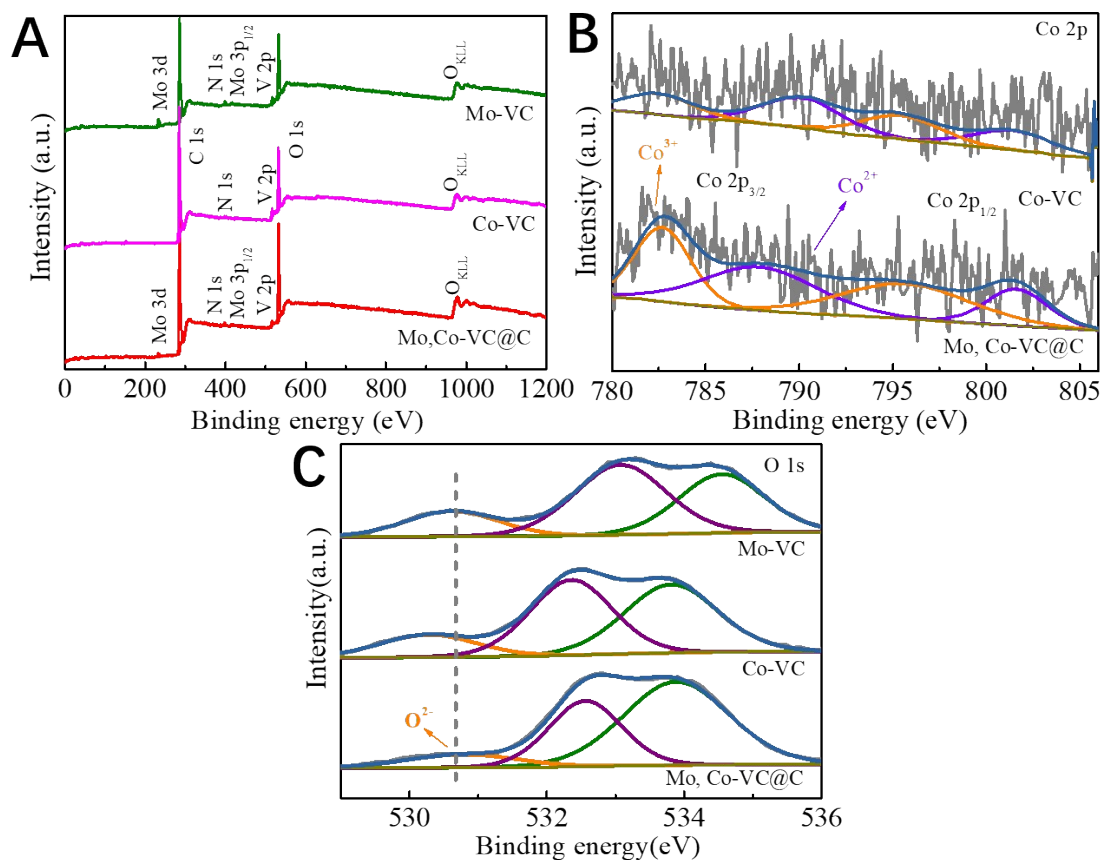 A
Intensity (a.u.)
Mo 3d
N 1s
Mo 3p1/2
V 2p
OKLL
Mo-VC
C 1s
N 1s
V 2p
O 1s
OKLL
Co-VC
Mo 3d
N 1s
Mo 3p1/2
V 2p
OKLL
Mo,Co-VC@C
0 200 400 600 800 1000 1200
Binding energy (eV)
B
Intensity (a.u.)
Co 2p
Co-VC
Co3+
Co 2p3/2
Co2+
Co 2p1/2
Mo, Co-VC@C
780 785 790 795 800 805
Binding energy (eV)
C
Intensity(a.u.)
O 1s
Mo-VC
Co-VC
O2-
Mo, Co-VC@C
530 532 534 536
Binding energy(eV)